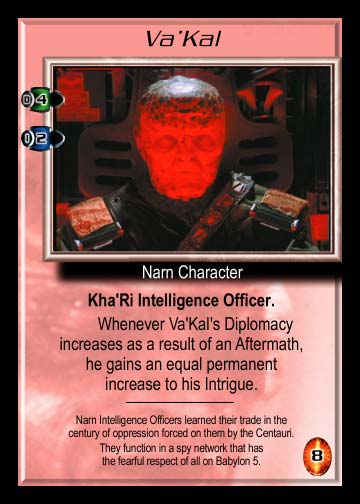 Va'Kal
D4
I2
Narn Character
Kha'Ri Intelligence Officer.
Whenever Va'Kal's Diplomacy
increases as a result of an Aftermath,
he gains an equal permanent
increase to his Intrigue.
Narn Intelligence Officers learned their trade in the
century of oppression forced on them by the Centauri.
They function in a spy network that has
the fearful respect of all on Babylon 5.
8